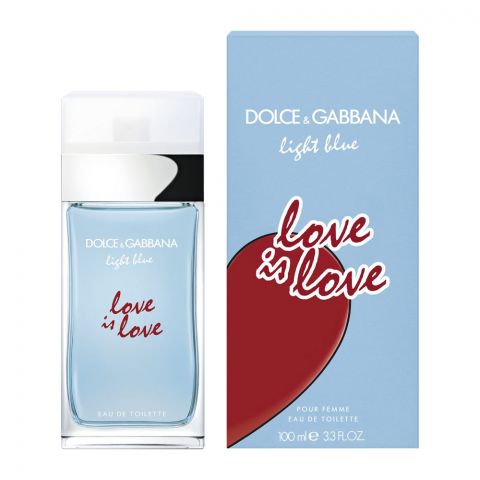 DOLCE & GABBANA
light blue
love
is love
EAU DE TOILETTE
DOLCE & GABBANA
light blue
love
is
love
POUR FEMME
EAU DE TOILETTE
100 ml ℮ 3.3 FL.OZ.